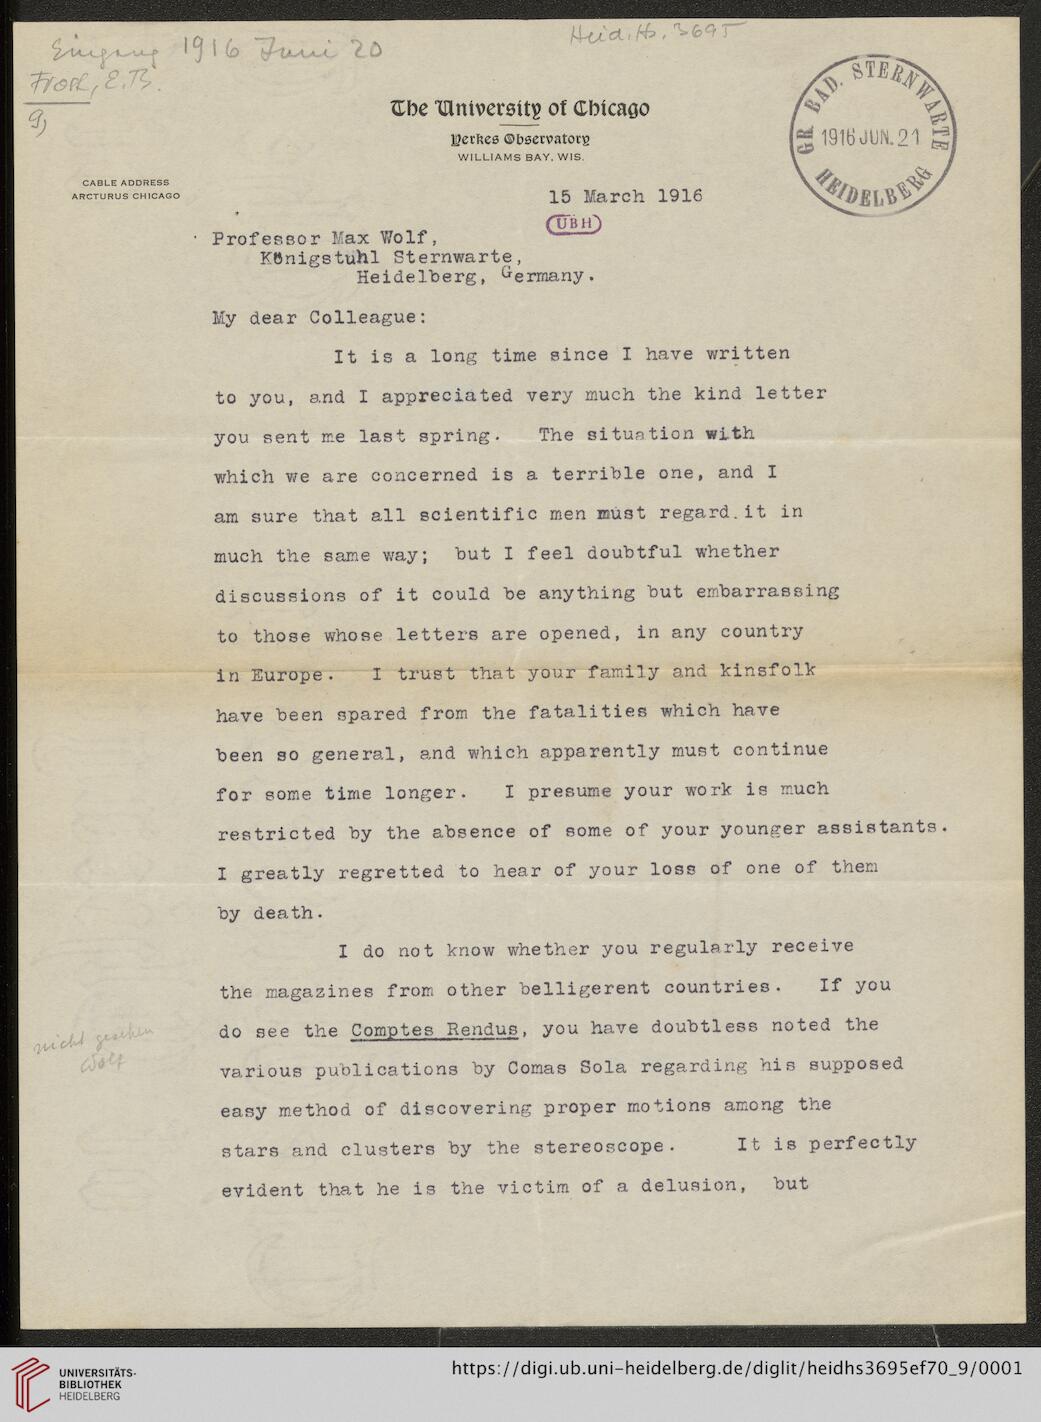 Eingang 1916 Juni 20
Heid. Hs. 3695
Frost, E.B.
9)
The University of Chicago
Yerkes Observatory
WILLIAMS BAY, WIS.
GR. BAD. STERNWARTE
1916 JUN. 21
HEIDELBERG
CABLE ADDRESS
ARCTURUS CHICAGO
15 March 1916
UBH
Professor Max Wolf,
Königstuhl Sternwarte,
Heidelberg, Germany.
My dear Colleague:
It is a long time since I have written
to you, and I appreciated very much the kind letter
you sent me last spring. The situation with
which we are concerned is a terrible one, and I
am sure that all scientific men must regard.it in
much the same way; but I feel doubtful whether
discussions of it could be anything but embarrassing
to those whose letters are opened, in any country
in Europe. I trust that your family and kinsfolk
have been spared from the fatalities which have
been so general, and which apparently must continue
for some time longer. I presume your work is much
restricted by the absence of some of your younger assistants.
I greatly regretted to hear of your loss of one of them
by death.
I do not know whether you regularly receive
the magazines from other belligerent countries. If you
do see the Comptes Rendus, you have doubtless noted the
nicht gesehen
Wolf
various publications by Comas Sola regarding his supposed
easy method of discovering proper motions among the
stars and clusters by the stereoscope. It is perfectly
evident that he is the victim of a delusion, but
UNIVERSITÄTS-
BIBLIOTHEK
HEIDELBERG
https://digi.ub.uni-heidelberg.de/diglit/heidhs3695ef70_9/0001